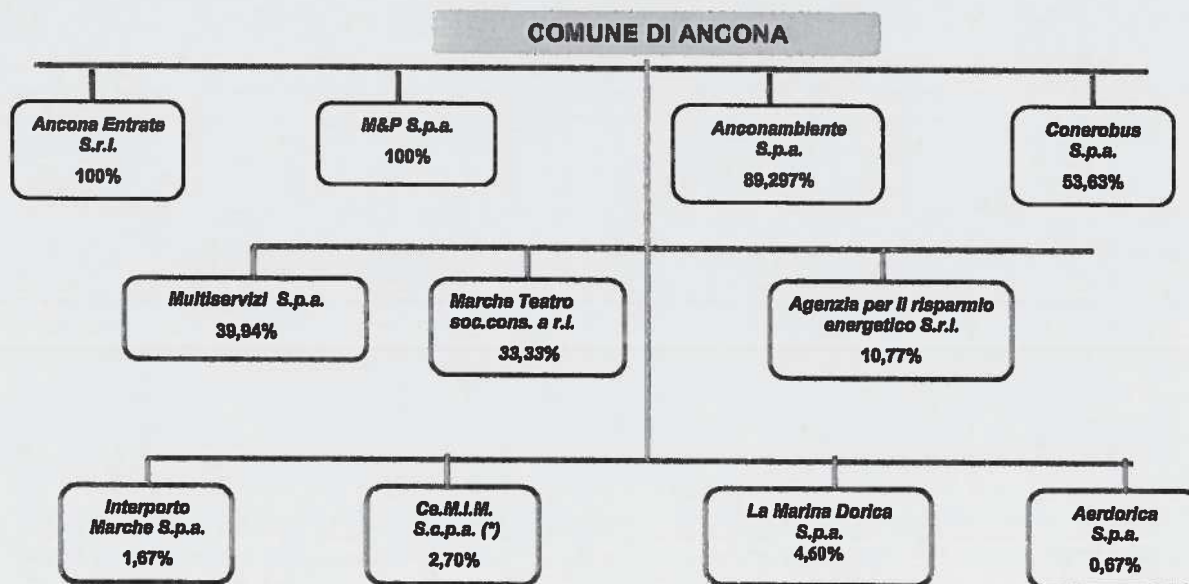 COMUNE DI ANCONA
Ancona Entrate
S.r.l.
100%
M&P S.p.a.
100%
Anconambiente
S.p.a.
89,297%
Conerobus
S.p.a.
53,63%
Multiservizi S.p.a.
39,94%
Marche Teatro
soc.cons. a r.l.
33,33%
Agenzia per il risparmio
energetico S.r.l.
10,77%
Interporto
Marche S.p.a.
1,67%
Ce.M.I.M.
S.c.p.a. (*)
2,70%
La Marina Dorica
S.p.a.
4,60%
Aerdorica
S.p.a.
0,67%